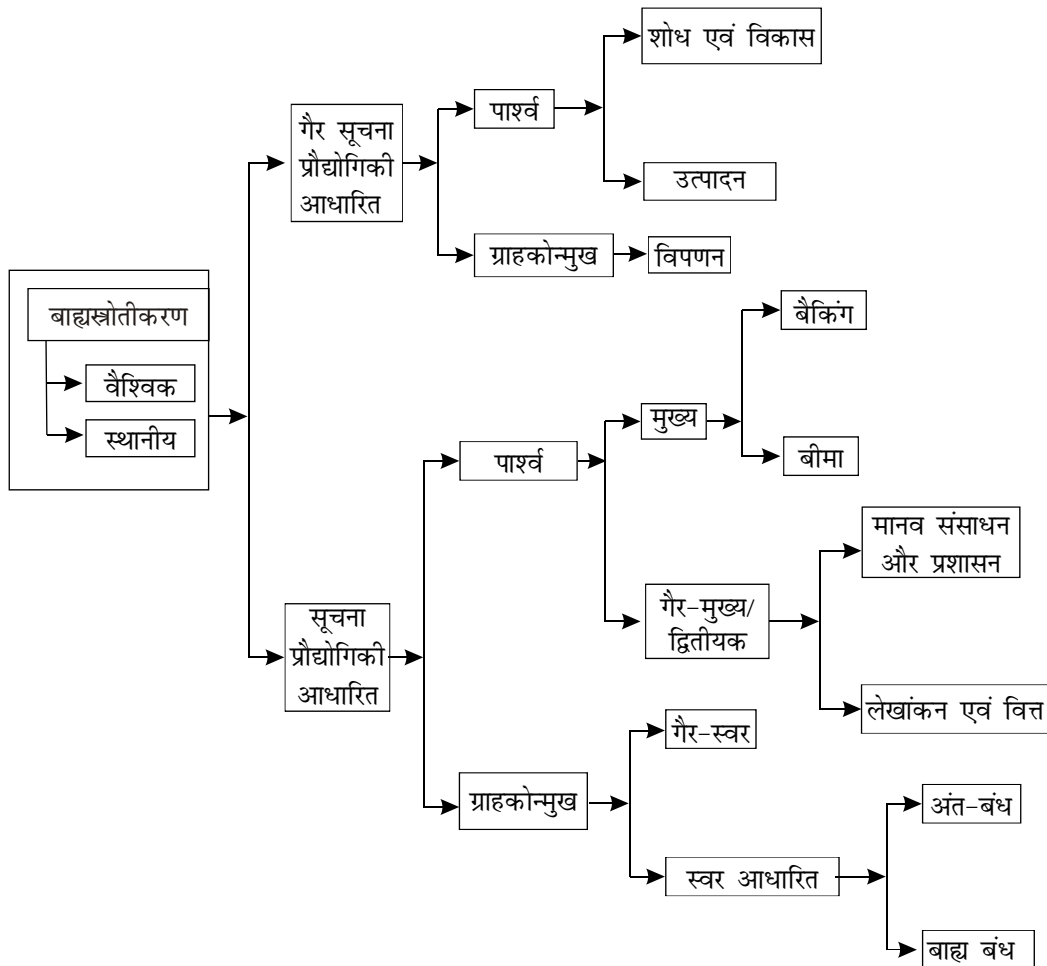 शोध एवं विकास
पार्श्व
गैर सूचना
प्रौद्योगिकी
आधारित
उत्पादन
ग्राहकोन्मुख
विपणन
बाह्यस्त्रोतीकरण
वैश्विक
स्थानीय
बैकिंग
मुख्य
पार्श्व
बीमा
मानव संसाधन
और प्रशासन
गैर-मुख्य/
द्वितीयक
सूचना
प्रौद्योगिकी
आधारित
लेखांकन एवं वित्त
गैर-स्वर
ग्राहकोन्मुख
अंत-बंध
स्वर आधारित
बाह्य बंध